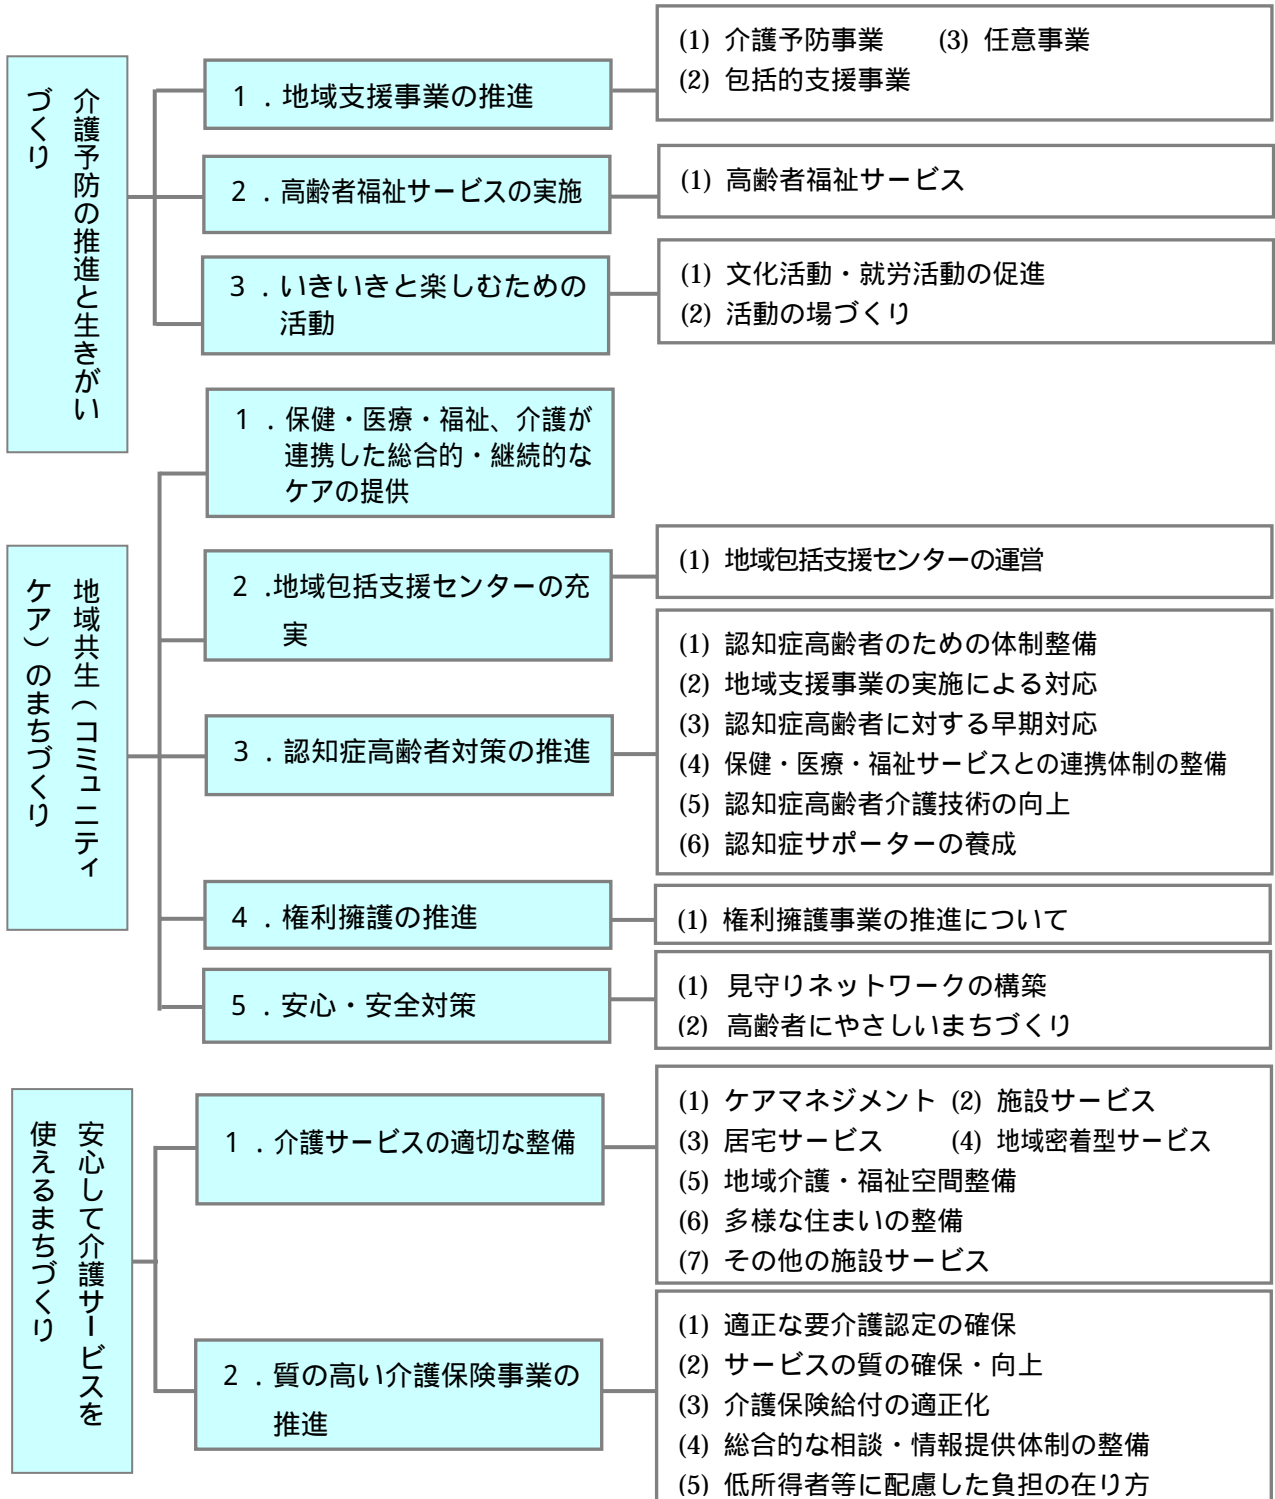 介護予防の推進と生きがい
づくり
１．地域支援事業の推進
(1) 介護予防事業 (3) 任意事業
(2) 包括的支援事業
２．高齢者福祉サービスの実施
(1) 高齢者福祉サービス
３．いきいきと楽しむための
活動
(1) 文化活動・就労活動の促進
(2) 活動の場づくり
地域共生（コミュニティ
ケア）のまちづくり
１．保健・医療・福祉、介護が
連携した総合的・継続的な
ケアの提供
２.地域包括支援センターの充
実
(1) 地域包括支援センターの運営
３．認知症高齢者対策の推進
(1) 認知症高齢者のための体制整備
(2) 地域支援事業の実施による対応
(3) 認知症高齢者に対する早期対応
(4) 保健・医療・福祉サービスとの連携体制の整備
(5) 認知症高齢者介護技術の向上
(6) 認知症サポーターの養成
４．権利擁護の推進
(1) 権利擁護事業の推進について
５．安心・安全対策
(1) 見守りネットワークの構築
(2) 高齢者にやさしいまちづくり
安心して介護サービスを
使えるまちづくり
１．介護サービスの適切な整備
(1) ケアマネジメント (2) 施設サービス
(3) 居宅サービス (4) 地域密着型サービス
(5) 地域介護・福祉空間整備
(6) 多様な住まいの整備
(7) その他の施設サービス
２．質の高い介護保険事業の
推進
(1) 適正な要介護認定の確保
(2) サービスの質の確保・向上
(3) 介護保険給付の適正化
(4) 総合的な相談・情報提供体制の整備
(5) 低所得者等に配慮した負担の在り方